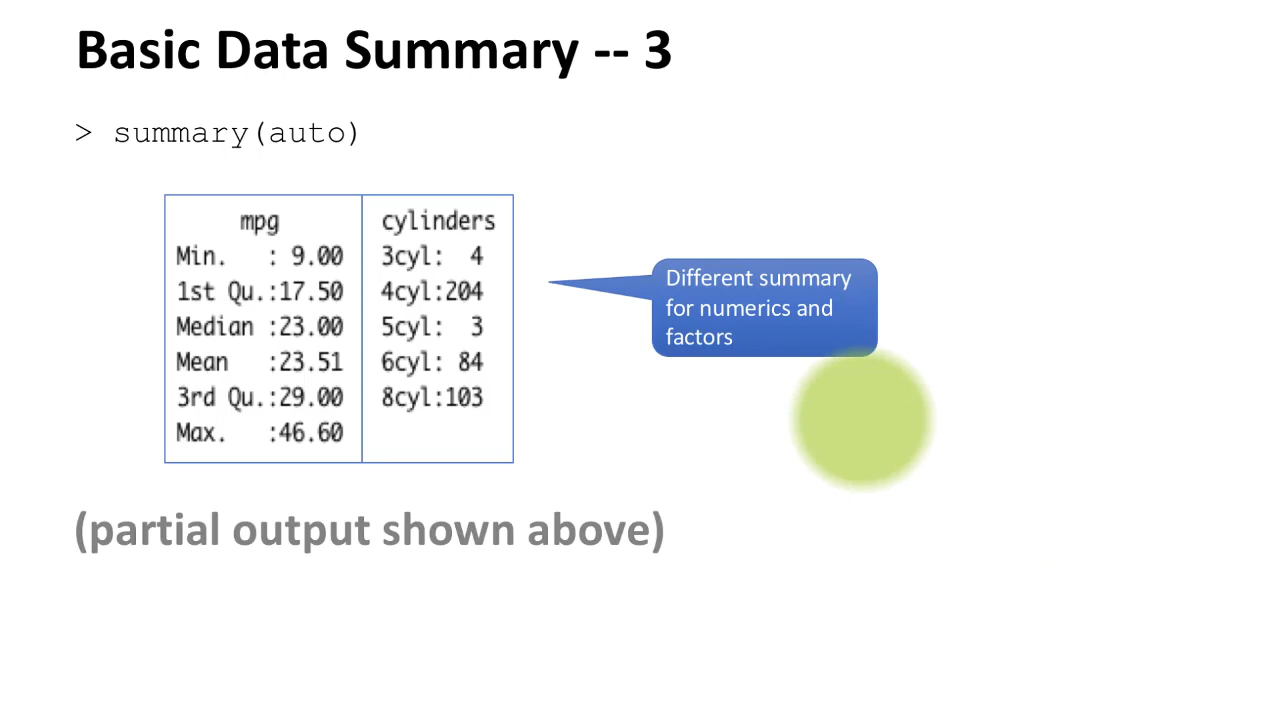 Basic Data Summary -- 3
> summary(auto)
mpg
Min.   : 9.00
1st Qu.:17.50
Median :23.00
Mean   :23.51
3rd Qu.:29.00
Max.   :46.60
cylinders
3cyl:  4
4cyl:204
5cyl:  3
6cyl: 84
8cyl:103
Different summary
for numerics and
factors
(partial output shown above)